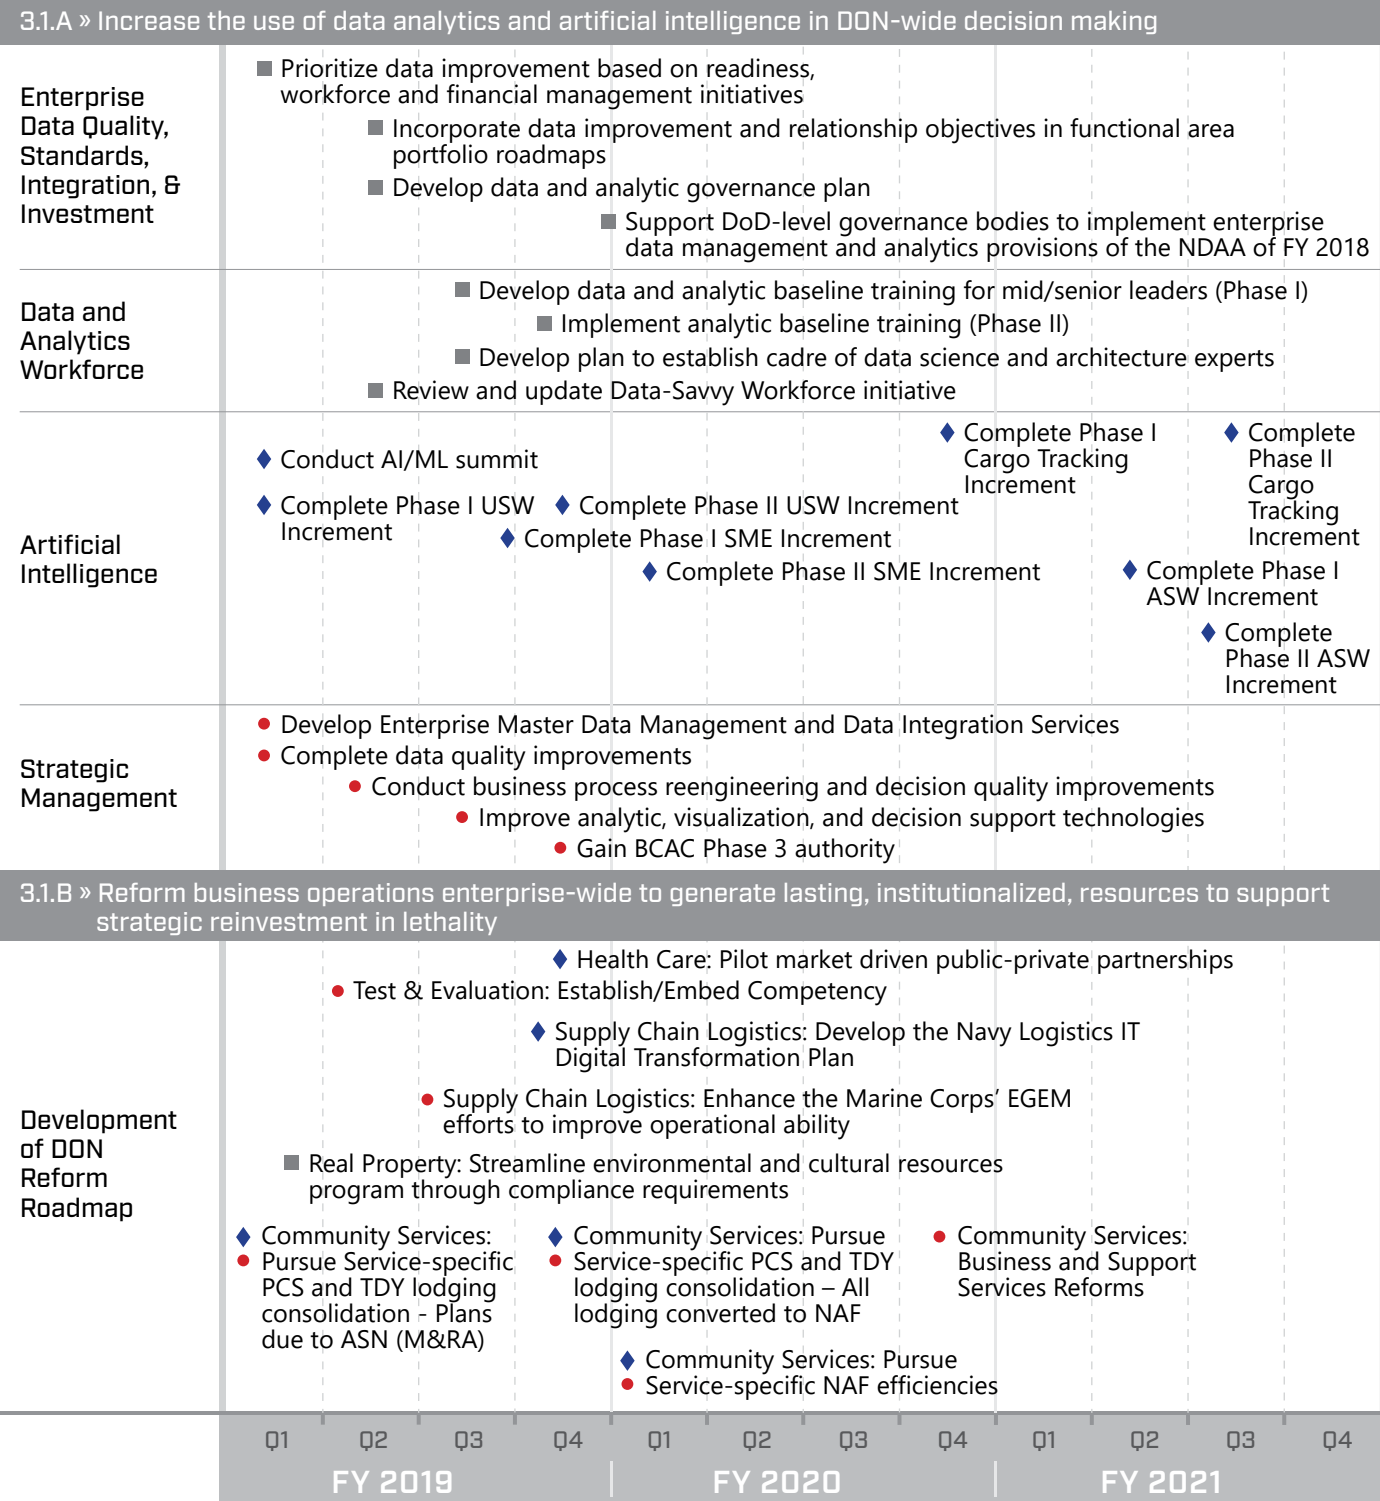 3.1.A » Increase the use of data analytics and artificial intelligence in DON-wide decision making
Enterprise
Data Quality,
Standards,
Integration, &
Investment
Prioritize data improvement based on readiness,
workforce and financial management initiatives
Incorporate data improvement and relationship objectives in functional area
portfolio roadmaps
Develop data and analytic governance plan
Support DoD-level governance bodies to implement enterprise
data management and analytics provisions of the NDAA of FY 2018
Data and
Analytics
Workforce
Develop data and analytic baseline training for mid/senior leaders (Phase I)
Implement analytic baseline training (Phase II)
Develop plan to establish cadre of data science and architecture experts
Review and update Data-Savvy Workforce initiative
Artificial
Intelligence
Conduct AI/ML summit
Complete Phase I USW
Increment
Complete Phase II USW Increment
Complete Phase I SME Increment
Complete Phase II SME Increment
Complete Phase I
Cargo Tracking
Increment
Complete
Phase II
Cargo
Tracking
Increment
Complete Phase I
ASW Increment
Complete
Phase II ASW
Increment
Strategic
Management
Develop Enterprise Master Data Management and Data Integration Services
Complete data quality improvements
Conduct business process reengineering and decision quality improvements
Improve analytic, visualization, and decision support technologies
Gain BCAC Phase 3 authority
3.1.B » Reform business operations enterprise-wide to generate lasting, institutionalized, resources to support
strategic reinvestment in lethality
Development
of DON
Reform
Roadmap
Health Care: Pilot market driven public-private partnerships
Test & Evaluation: Establish/Embed Competency
Supply Chain Logistics: Develop the Navy Logistics IT
Digital Transformation Plan
Supply Chain Logistics: Enhance the Marine Corps' EGEM
efforts to improve operational ability
Real Property: Streamline environmental and cultural resources
program through compliance requirements
Community Services:
Pursue Service-specific
PCS and TDY lodging
consolidation - Plans
due to ASN (M&RA)
Community Services: Pursue
Service-specific PCS and TDY
lodging consolidation – All
lodging converted to NAF
Community Services:
Business and Support
Services Reforms
Community Services: Pursue
Service-specific NAF efficiencies
Q1 Q2 Q3 Q4 Q1 Q2 Q3 Q4 Q1 Q2 Q3 Q4
FY 2019 FY 2020 FY 2021